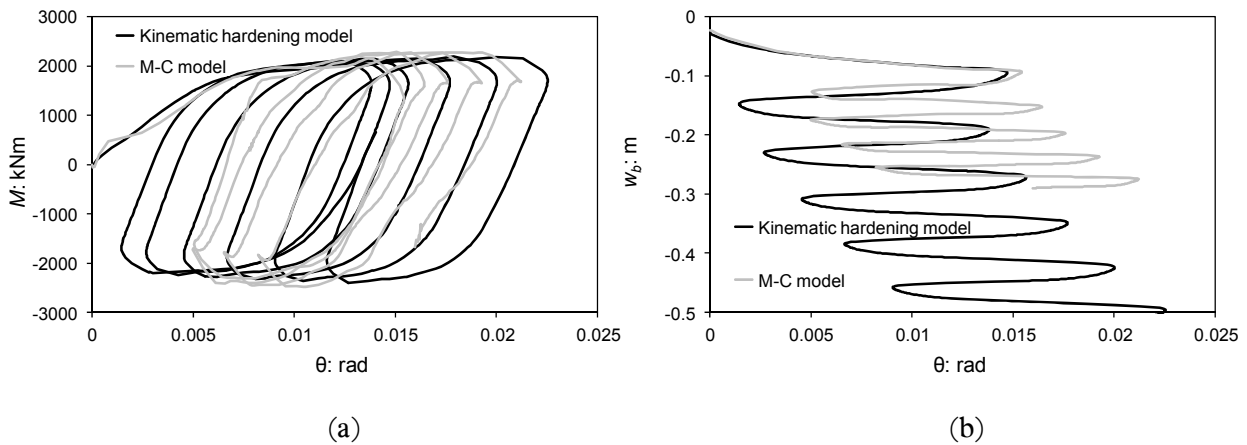 3000
2000
1000
0
-1000
-2000
-3000
M: kNm
Kinematic hardening model
M-C model
0
0.005
0.01
0.015
0.02
0.025
θ: rad
(a)
0
-0.1
-0.2
-0.3
-0.4
-0.5
w_b: m
Kinematic hardening model
M-C model
0
0.005
0.01
0.015
0.02
0.025
θ: rad
(b)